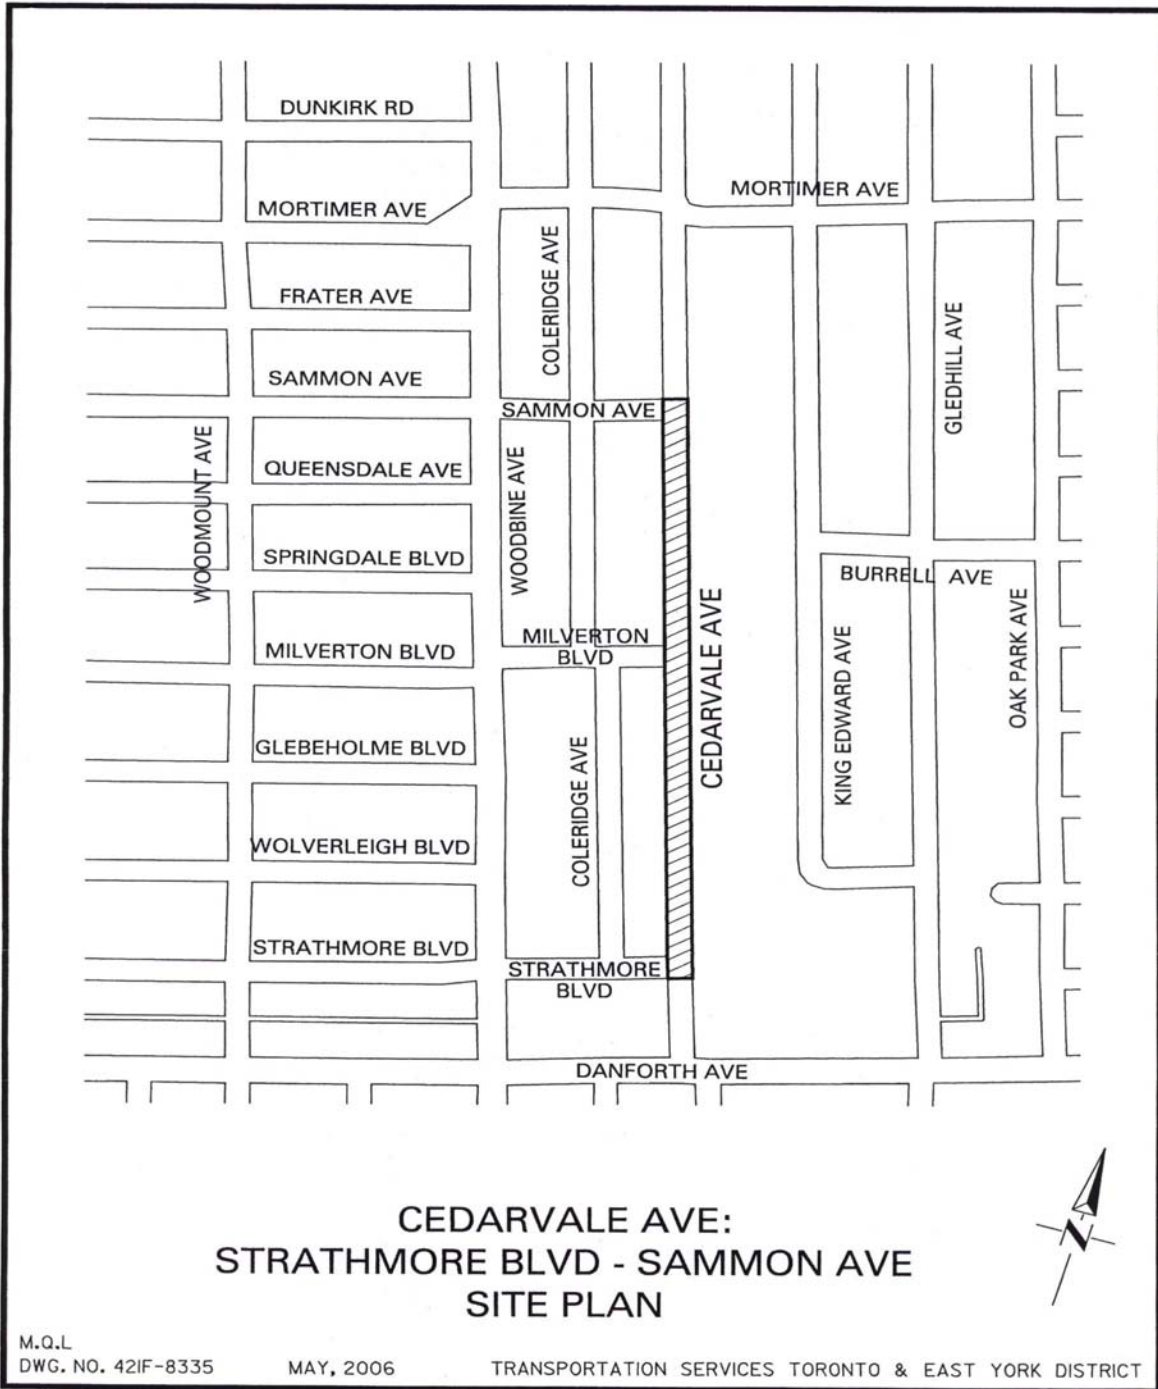 DUNKIRK RD
MORTIMER AVE
MORTIMER AVE
COLERIDGE AVE
FRATER AVE
GLEDHILL AVE
SAMMON AVE
SAMMON AVE
WOODMOUNT AVE
QUEENSDALE AVE
WOODBINE AVE
SPRINGDALE BLVD
BURRELL AVE
CEDARVALE AVE
OAK PARK AVE
KING EDWARD AVE
MILVERTON
BLVD
MILVERTON BLVD
GLEBEHOLME BLVD
COLERIDGE AVE
WOLVERLEIGH BLVD
STRATHMORE BLVD
STRATHMORE
BLVD
DANFORTH AVE
N
CEDARVALE AVE:
STRATHMORE BLVD - SAMMON AVE
SITE PLAN
M.Q.L
DWG. NO. 421F-8335 MAY, 2006 TRANSPORTATION SERVICES TORONTO & EAST YORK DISTRICT